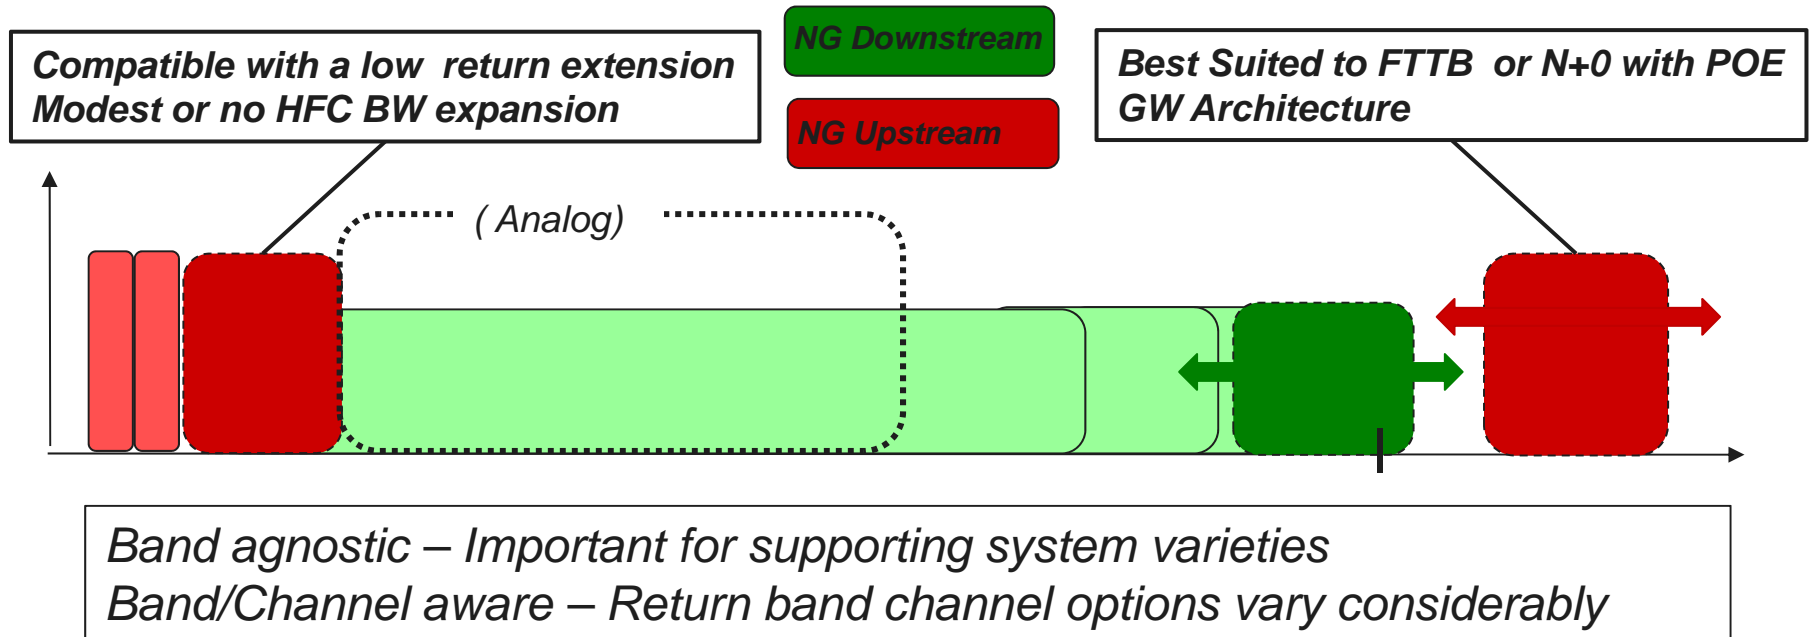 NG Downstream
Compatible with a low return extension
Modest or no HFC BW expansion
Best Suited to FTTB or N+0 with POE
GW Architecture
NG Upstream
( Analog)
Band agnostic – Important for supporting system varieties
Band/Channel aware – Return band channel options vary considerably